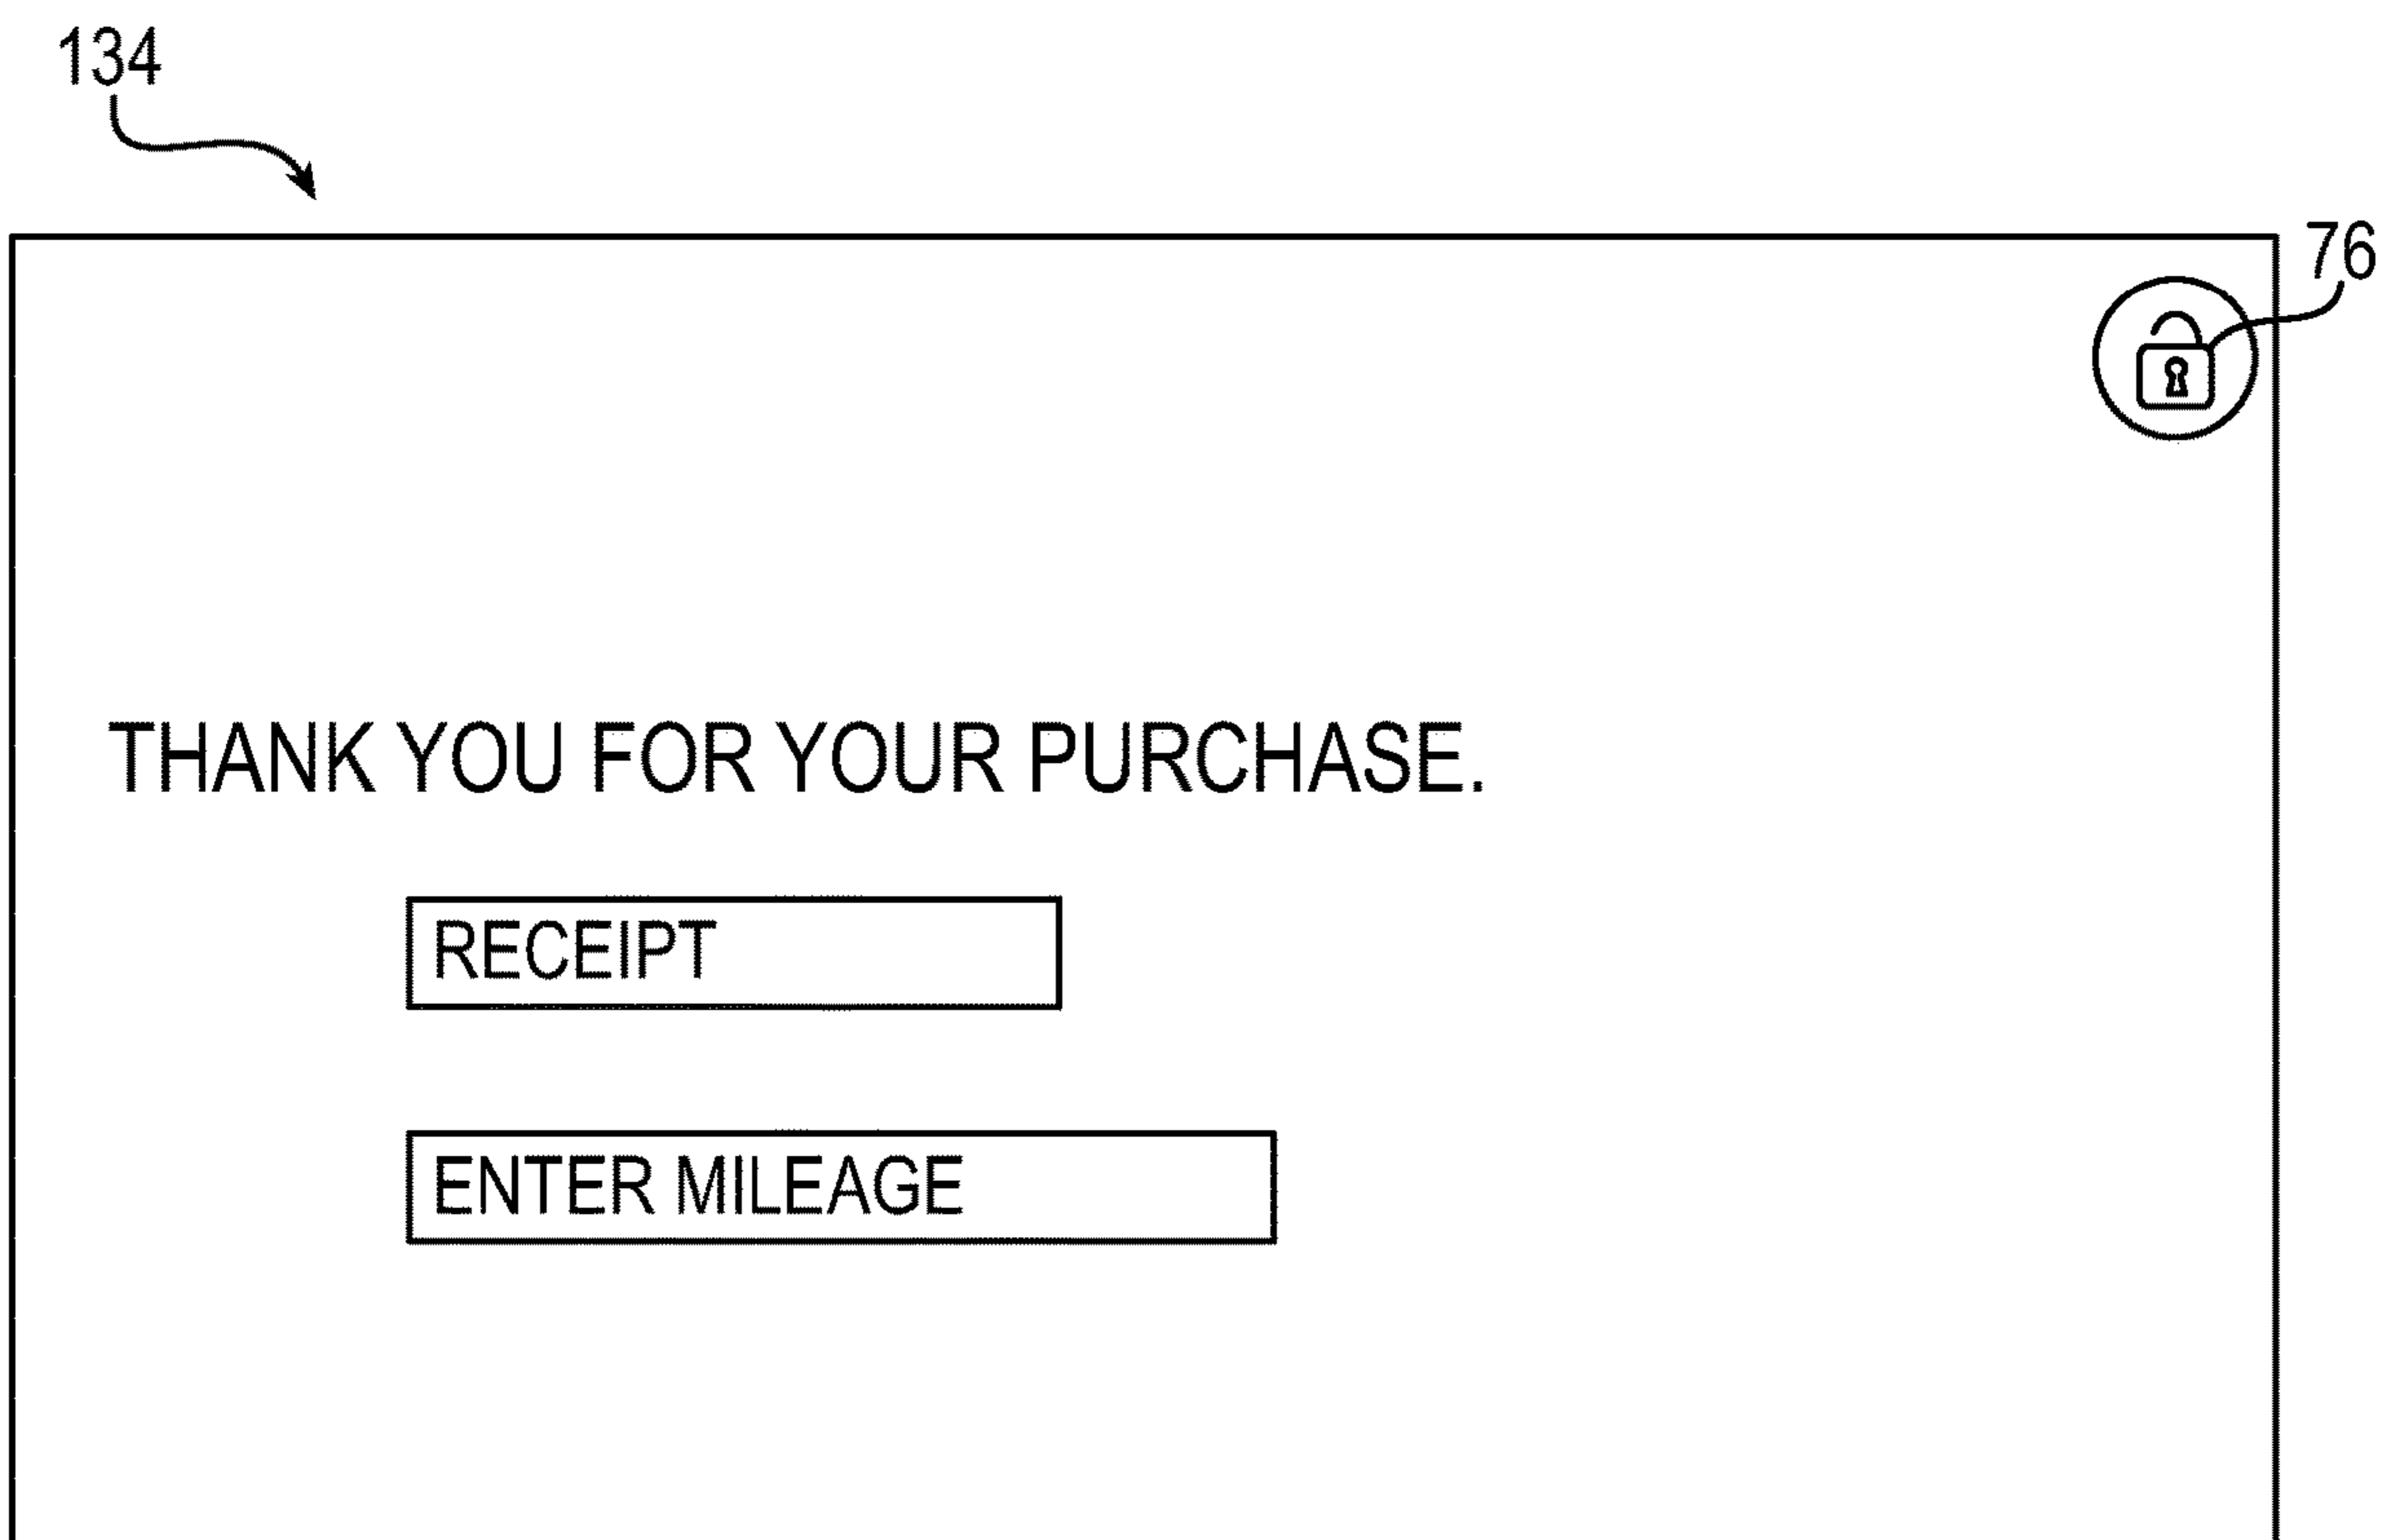 134
76
THANK YOU FOR YOUR PURCHASE.
RECEIPT
ENTER MILEAGE